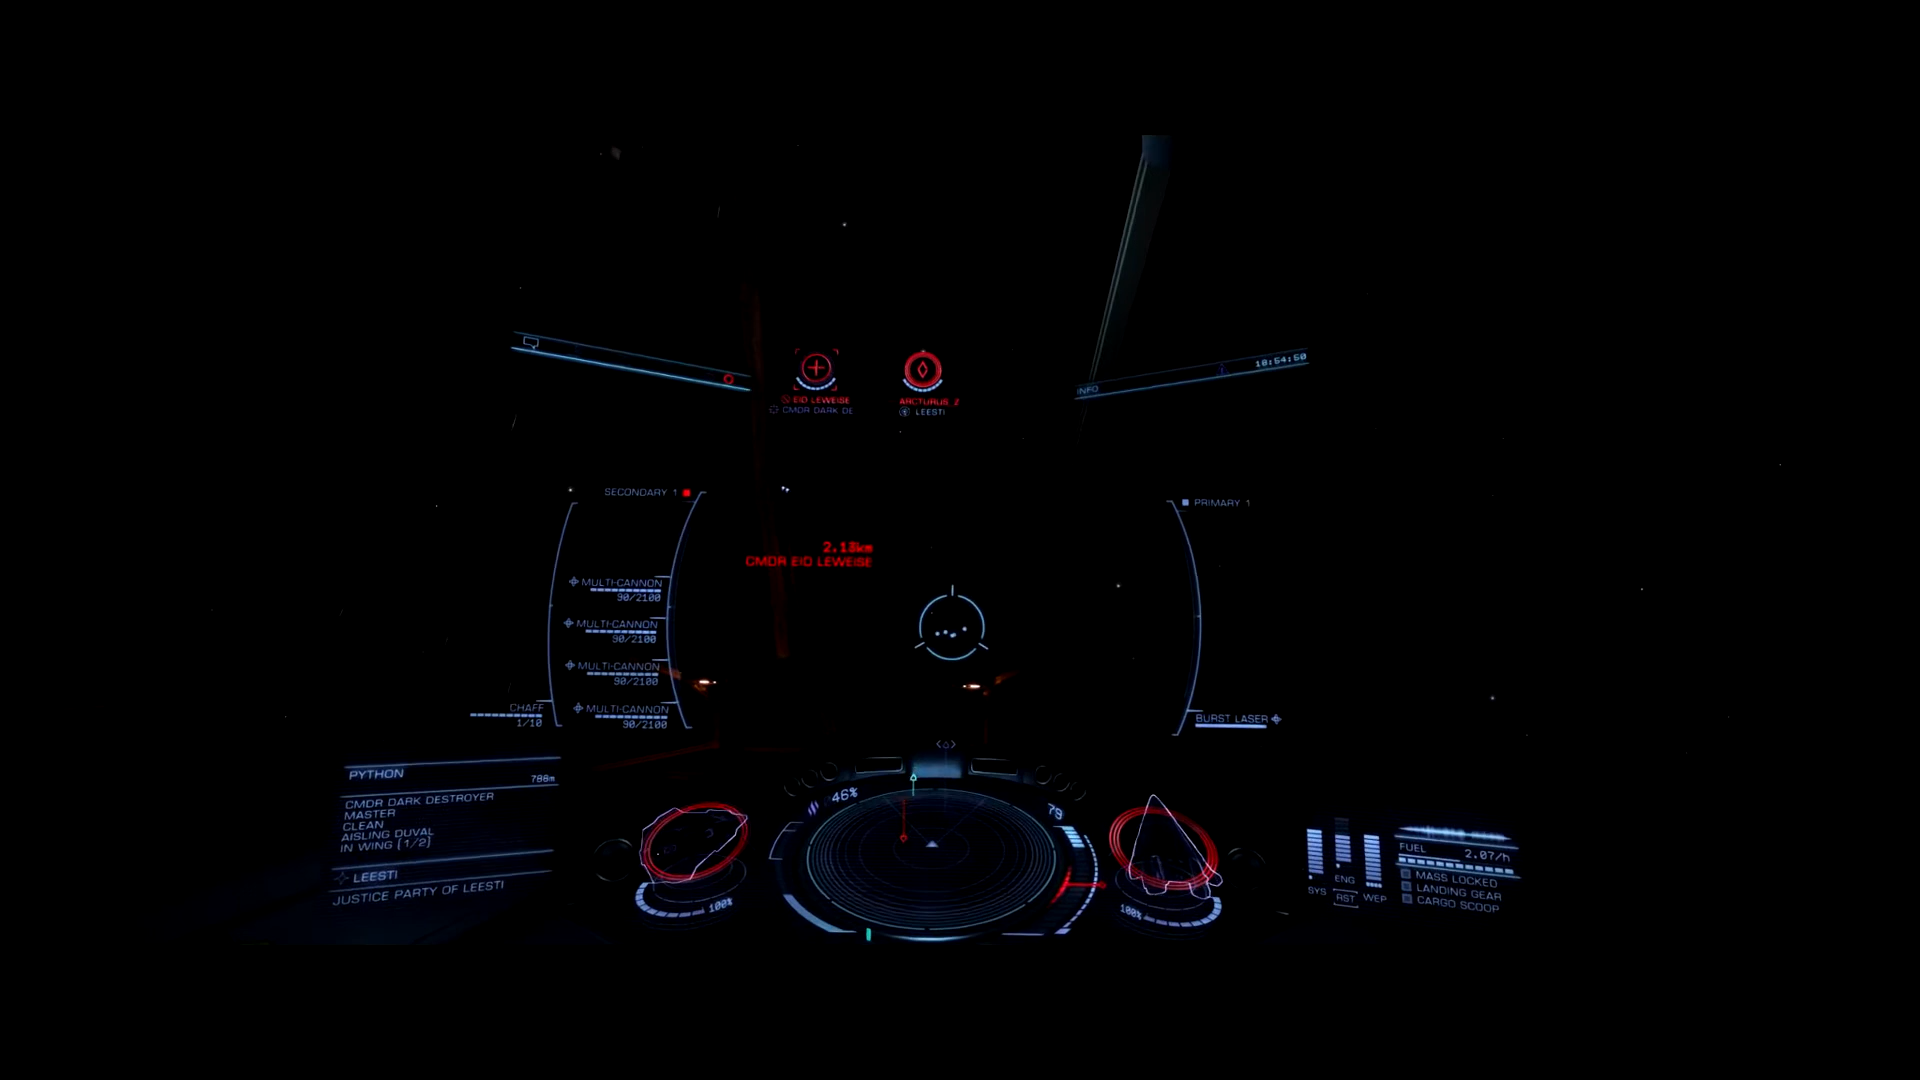 18:54:50
INFO
EID LEWEISE
CMDR DARK DE
ARCTURUS_Z
LEESTI
SECONDARY 1
PRIMARY 1
2.13km
CMDR EID LEWEISE
MULTI-CANNON
90/2100
MULTI-CANNON
90/2100
MULTI-CANNON
90/2100
MULTI-CANNON
90/2100
CHAFF
1/10
BURST LASER
PYTHON
788m
CMDR DARK DESTROYER
MASTER
CLEAN
AISLING DUVAL
IN WING (1/2)
LEESTI
JUSTICE PARTY OF LEESTI
46%
79
100%
100%
SYS
ENG
RST
WEP
FUEL
2.07/h
MASS LOCKED
LANDING GEAR
CARGO SCOOP